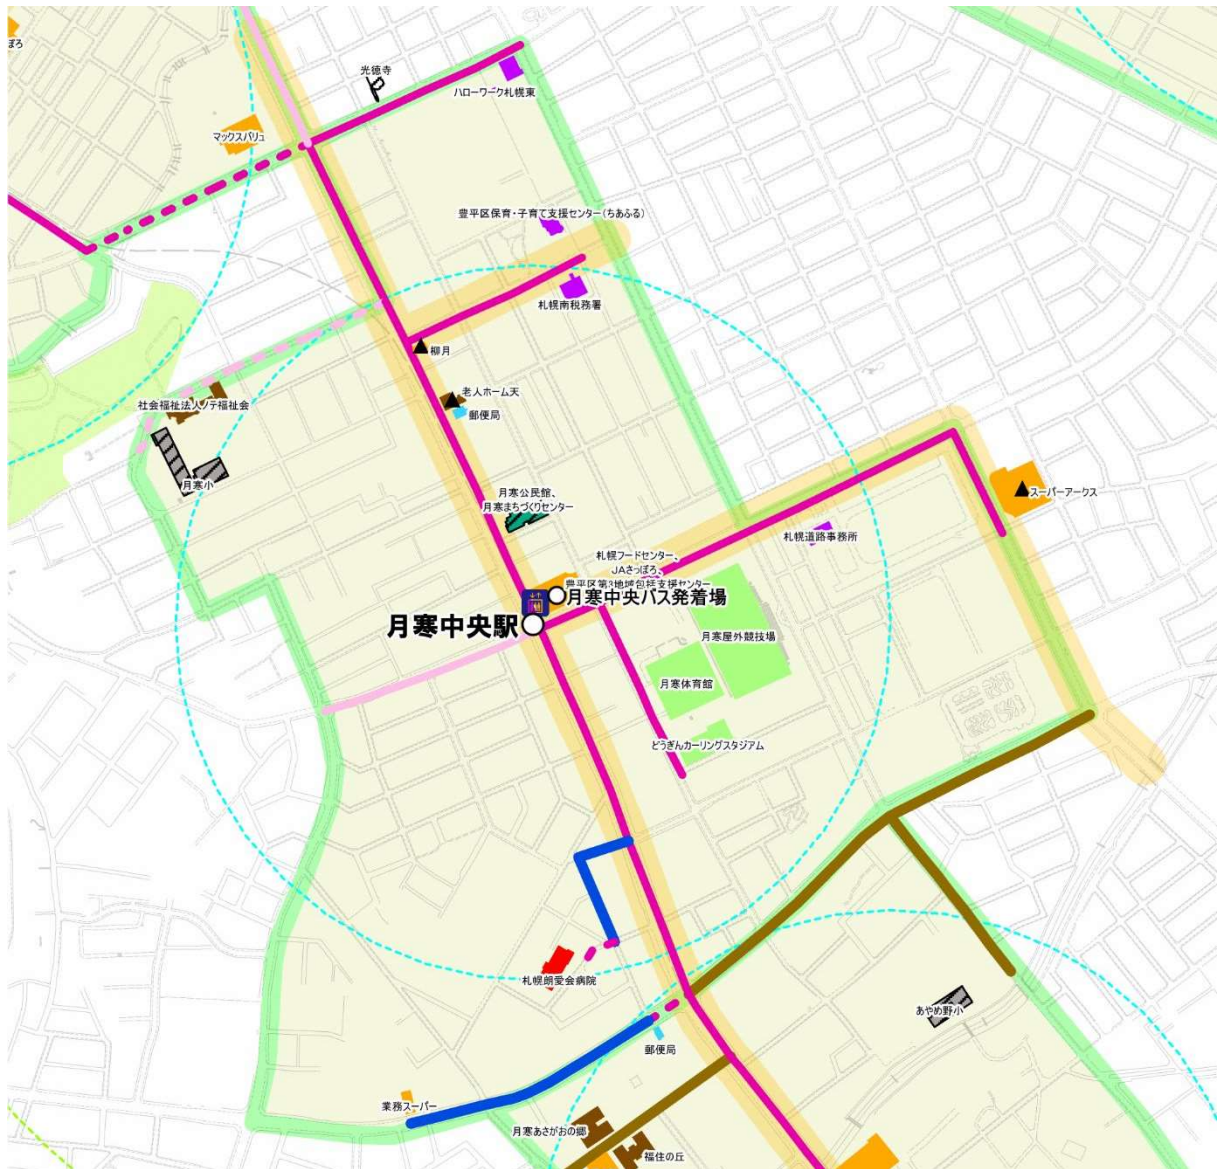 ぽろ
光徳寺
ハローワーク札幌東
マックスバリュ
豊平区保育・子育て支援センター(ちあふる)
札幌南税務署
柳月
老人ホーム天
郵便局
社会福祉法人ノテ福祉会
月寒小
月寒公民館、
月寒まちづくりセンター
スーパーアークス
札幌道路事務所
札幌フードセンター、
JAさっぽろ、
豊平区第3地域包括支援センター
月寒中央バス発着場
月寒中央駅
月寒屋外競技場
月寒体育館
どうぎんカーリングスタジアム
札幌朗愛会病院
あやめ野小
郵便局
業務スーパー
月寒あさがおの郷
福住の丘